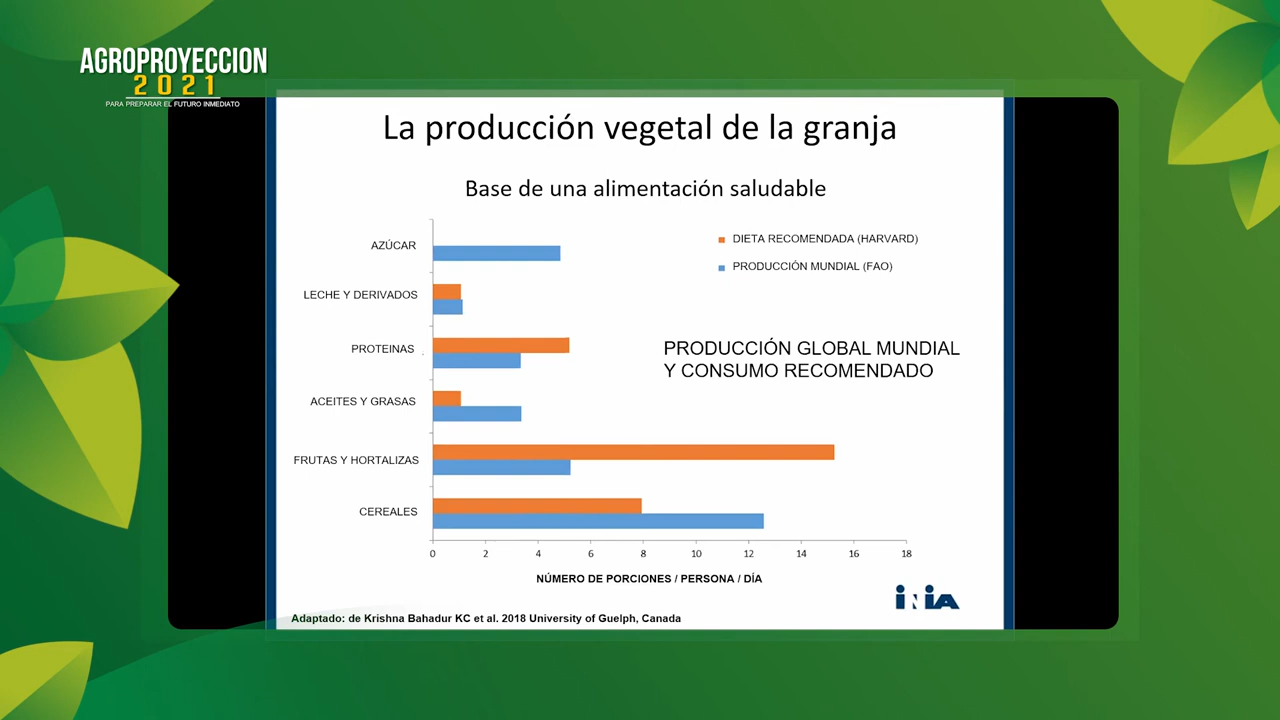 AGROPROYECCION
2021
PARA PREPARAR EL FUTURO INMEDIATO
La producción vegetal de la granja
Base de una alimentación saludable
DIETA RECOMENDADA (HARVARD)
PRODUCCIÓN MUNDIAL (FAO)
AZÚCAR
LECHE Y DERIVADOS
PROTEINAS
ACEITES Y GRASAS
FRUTAS Y HORTALIZAS
CEREALES
PRODUCCIÓN GLOBAL MUNDIAL
Y CONSUMO RECOMENDADO
0 2 4 6 8 10 12 14 16 18
NÚMERO DE PORCIONES / PERSONA / DÍA
INIA
Adaptado: de Krishna Bahadur KC et al. 2018 University of Guelph, Canada